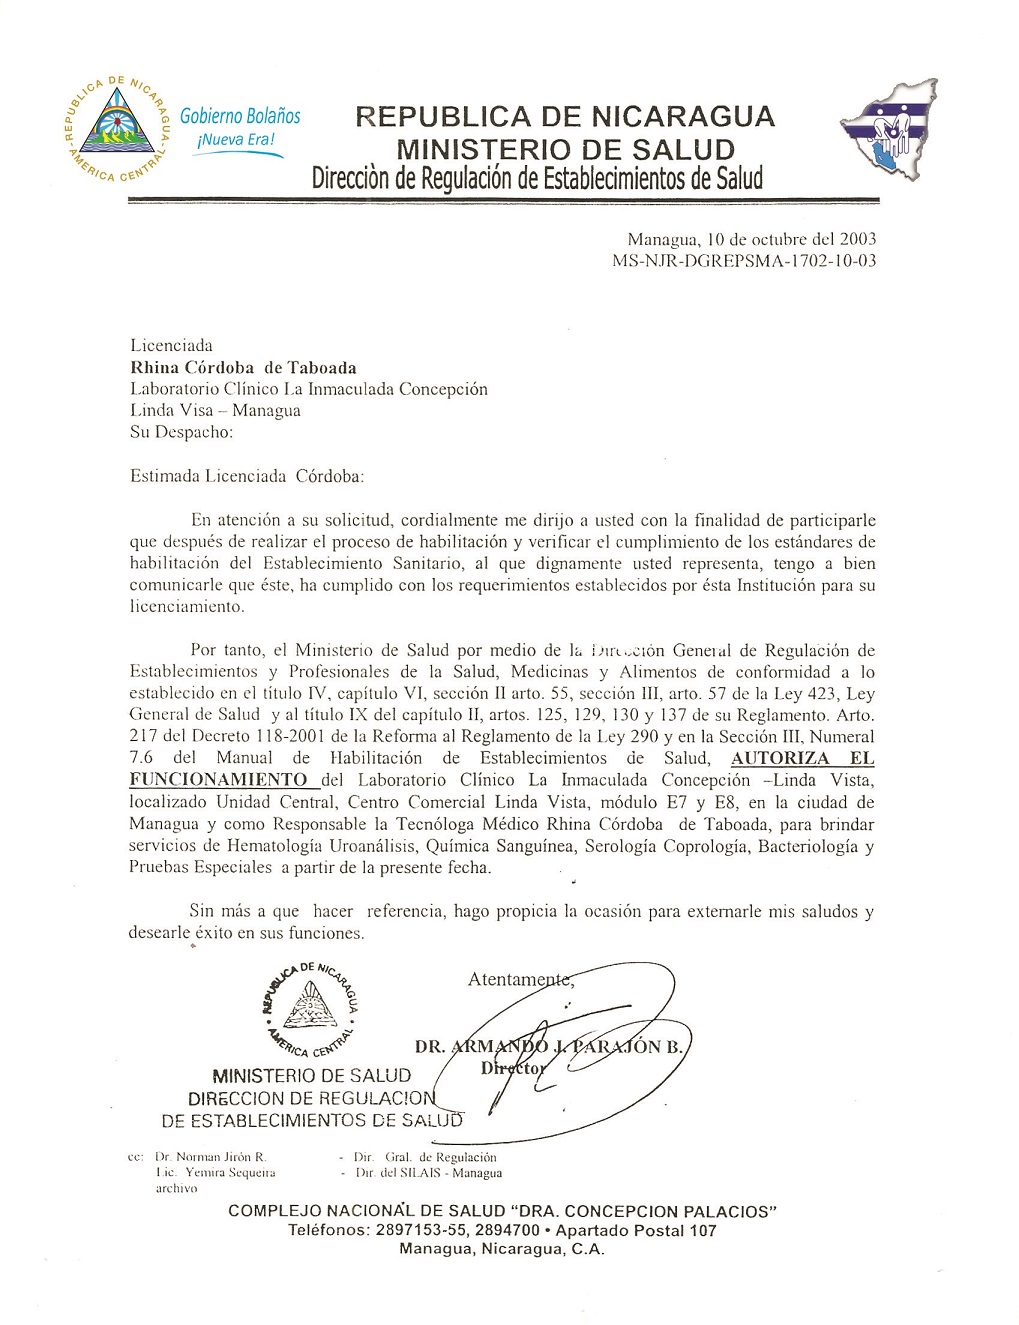 REPUBLICA DE NICARAGUA
AMERICA CENTRAL
Gobierno Bolaños
¡Nueva Era!
REPUBLICA DE NICARAGUA
MINISTERIO DE SALUD
Direcciòn de Regulación de Establecimientos de Salud
Managua, 10 de octubre del 2003
MS-NJR-DGREPSMA-1702-10-03
Licenciada
Rhina Córdoba de Taboada
Laboratorio Clínico La Inmaculada Concepción
Linda Visa – Managua
Su Despacho:
Estimada Licenciada Córdoba:
En atención a su solicitud, cordialmente me dirijo a usted con la finalidad de participarle
que después de realizar el proceso de habilitación y verificar el cumplimiento de los estándares de
habilitación del Establecimiento Sanitario, al que dignamente usted representa, tengo a bien
comunicarle que éste, ha cumplido con los requerimientos establecidos por ésta Institución para su
licenciamiento.
Por tanto, el Ministerio de Salud por medio de la Dirección General de Regulación de
Establecimientos y Profesionales de la Salud, Medicinas y Alimentos de conformidad a lo
establecido en el título IV, capítulo VI, sección II arto. 55, sección III, arto. 57 de la Ley 423, Ley
General de Salud y al título IX del capítulo II, artos. 125, 129, 130 y 137 de su Reglamento. Arto.
217 del Decreto 118-2001 de la Reforma al Reglamento de la Ley 290 y en la Sección III, Numeral
7.6 del Manual de Habilitación de Establecimientos de Salud, AUTORIZA EL
FUNCIONAMIENTO del Laboratorio Clínico La Inmaculada Concepción –Linda Vista,
localizado Unidad Central, Centro Comercial Linda Vista, módulo E7 y E8, en la ciudad de
Managua y como Responsable la Tecnóloga Médico Rhina Córdoba de Taboada, para brindar
servicios de Hematología Uroanálisis, Química Sanguínea, Serología Coprología, Bacteriología y
Pruebas Especiales a partir de la presente fecha.
Sin más a que hacer referencia, hago propicia la ocasión para externarle mis saludos y
desearle éxito en sus funciones.
Atentamente,
REPUBLICA DE NICARAGUA
AMERICA CENTRAL
DR. ARMANDO J. PARAJÓN B.
Director
MINISTERIO DE SALUD
DIRECCION DE REGULACION
DE ESTABLECIMIENTOS DE SALUD
cc: Dr. Norman Jirón R. - Dir. Gral. de Regulación
Lic. Yemira Sequeira - Dir. del SILAIS - Managua
archivo
COMPLEJO NACIONAL DE SALUD “DRA. CONCEPCION PALACIOS”
Teléfonos: 2897153-55, 2894700 • Apartado Postal 107
Managua, Nicaragua, C.A.